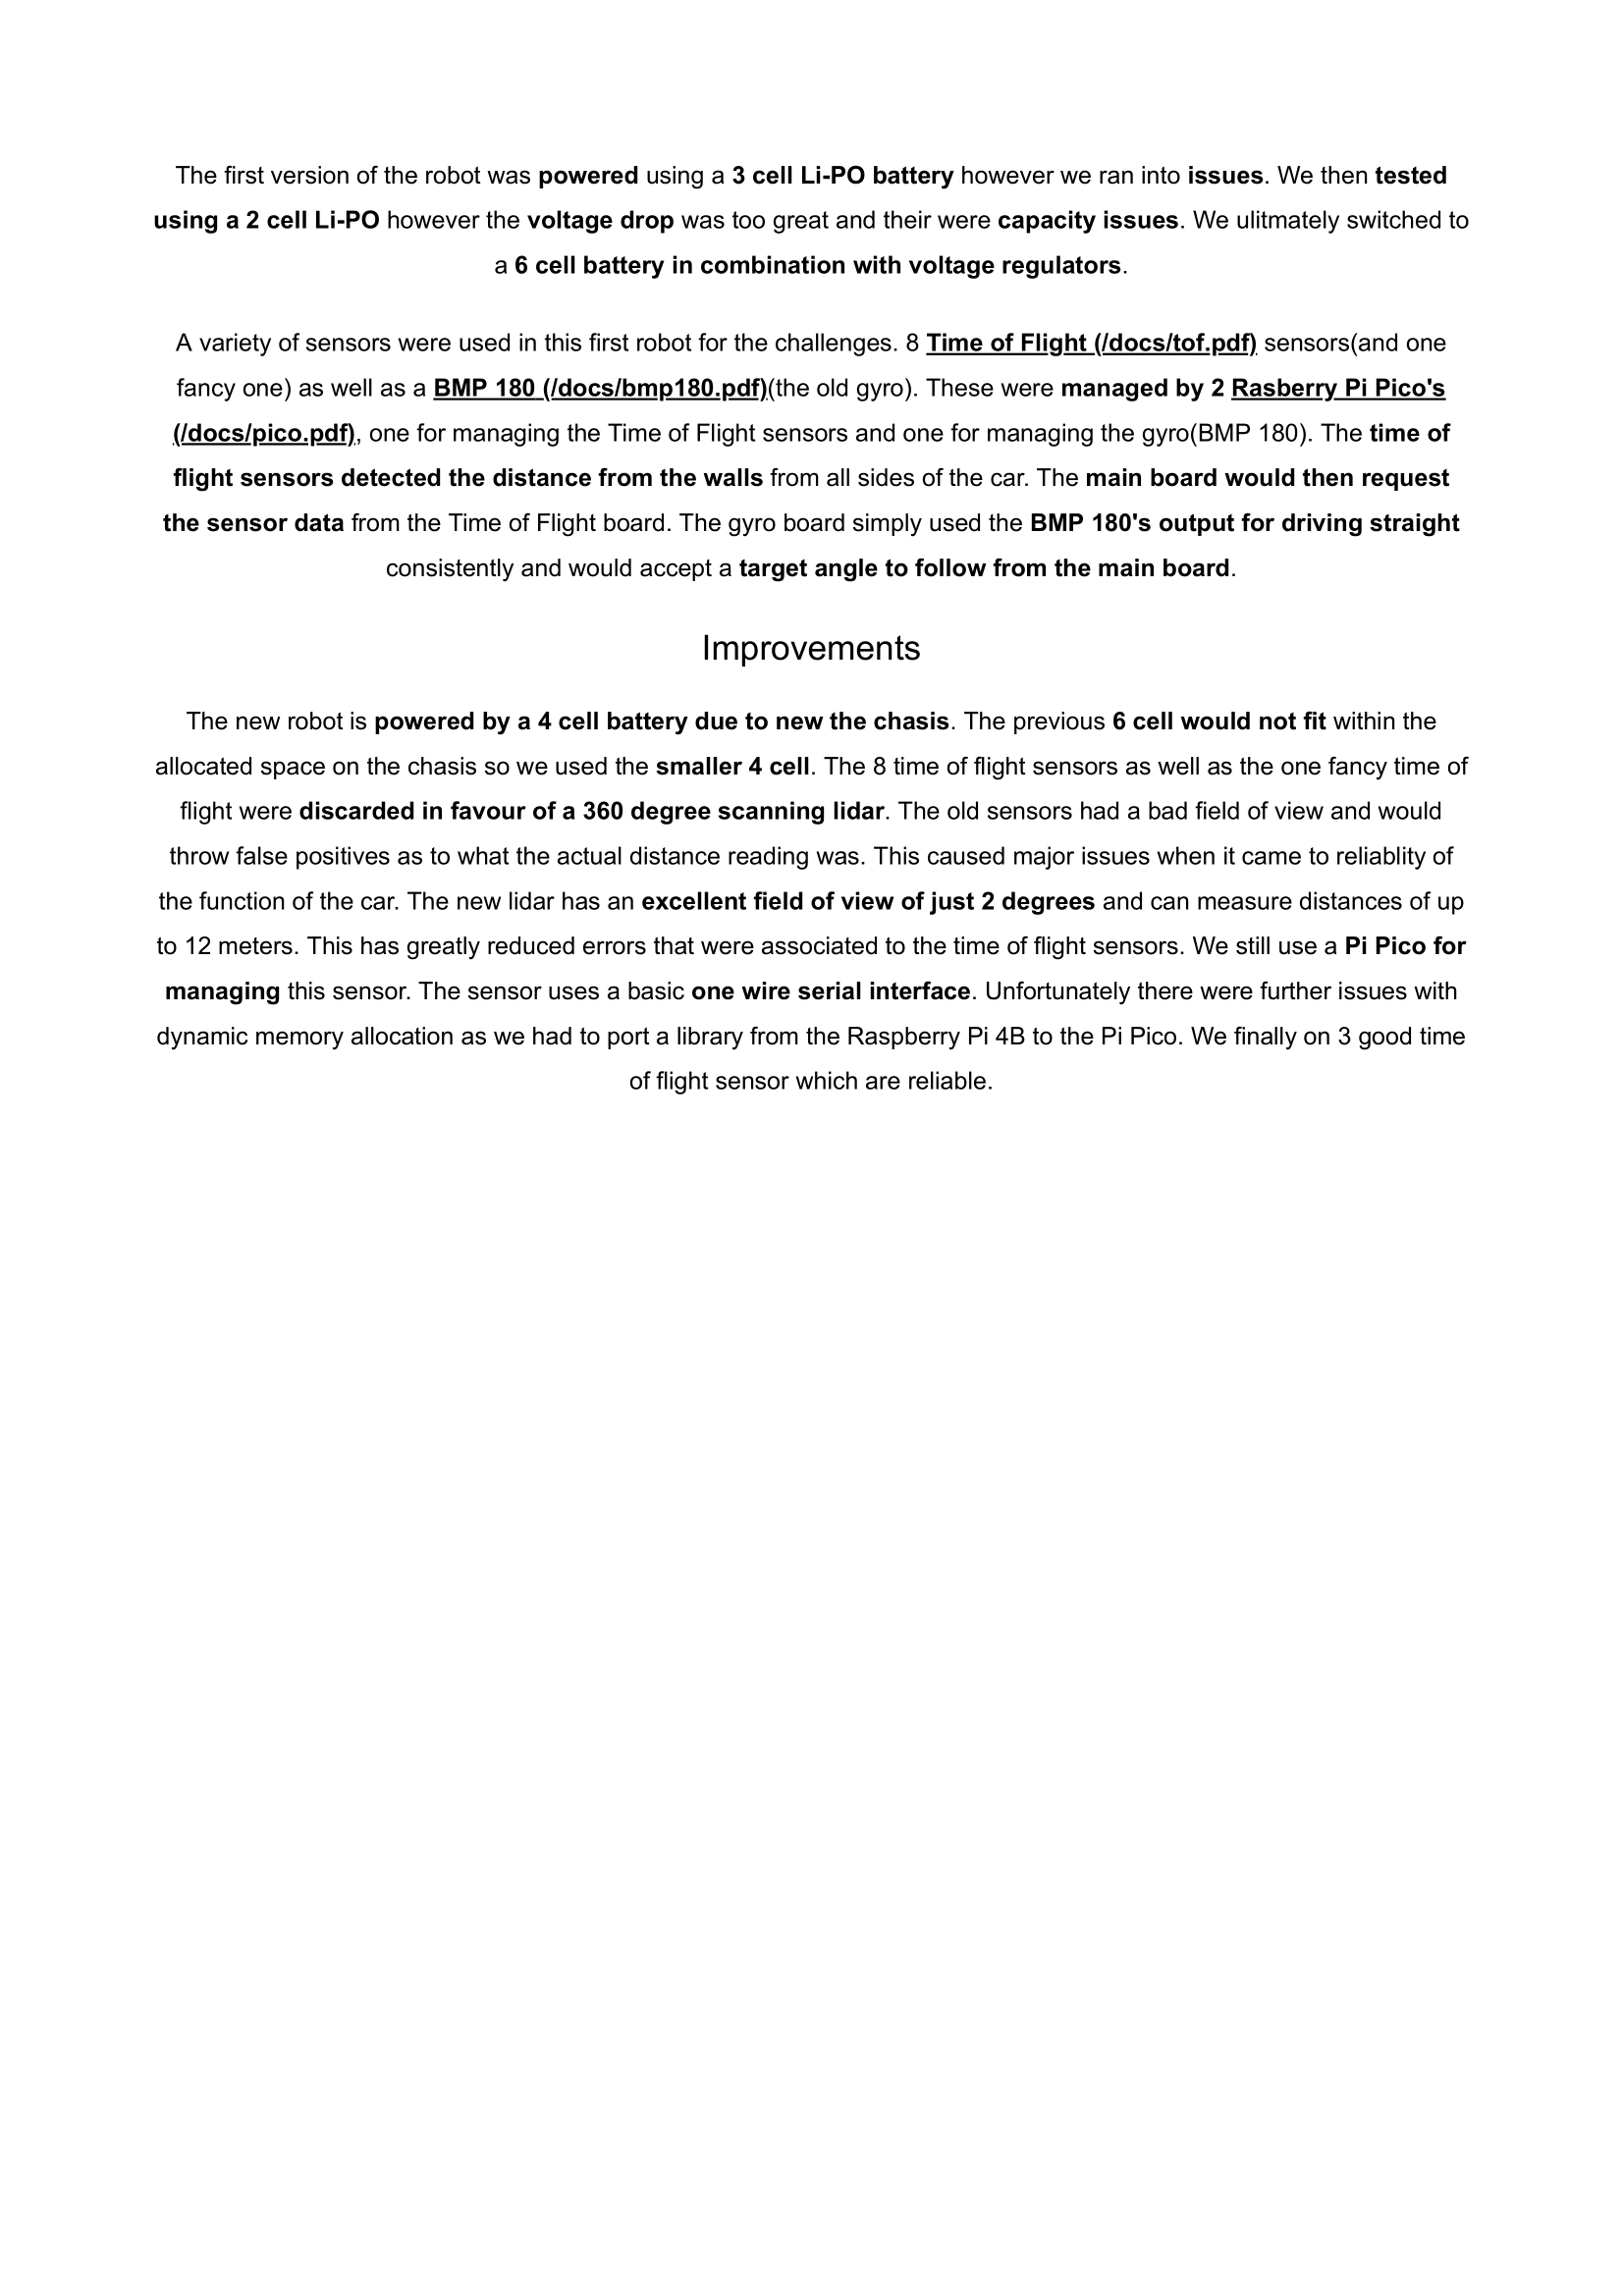 The first version of the robot was powered using a 3 cell Li-PO battery however we ran into issues. We then tested
using a 2 cell Li-PO however the voltage drop was too great and their were capacity issues. We ulitmately switched to
a 6 cell battery in combination with voltage regulators.
A variety of sensors were used in this first robot for the challenges. 8 Time of Flight (/docs/tof.pdf) sensors(and one
fancy one) as well as a BMP 180 (/docs/bmp180.pdf)(the old gyro). These were managed by 2 Rasberry Pi Pico's
(/docs/pico.pdf), one for managing the Time of Flight sensors and one for managing the gyro(BMP 180). The time of
flight sensors detected the distance from the walls from all sides of the car. The main board would then request
the sensor data from the Time of Flight board. The gyro board simply used the BMP 180's output for driving straight
consistently and would accept a target angle to follow from the main board.
Improvements
The new robot is powered by a 4 cell battery due to new the chasis. The previous 6 cell would not fit within the
allocated space on the chasis so we used the smaller 4 cell. The 8 time of flight sensors as well as the one fancy time of
flight were discarded in favour of a 360 degree scanning lidar. The old sensors had a bad field of view and would
throw false positives as to what the actual distance reading was. This caused major issues when it came to reliablity of
the function of the car. The new lidar has an excellent field of view of just 2 degrees and can measure distances of up
to 12 meters. This has greatly reduced errors that were associated to the time of flight sensors. We still use a Pi Pico for
managing this sensor. The sensor uses a basic one wire serial interface. Unfortunately there were further issues with
dynamic memory allocation as we had to port a library from the Raspberry Pi 4B to the Pi Pico. We finally on 3 good time
of flight sensor which are reliable.